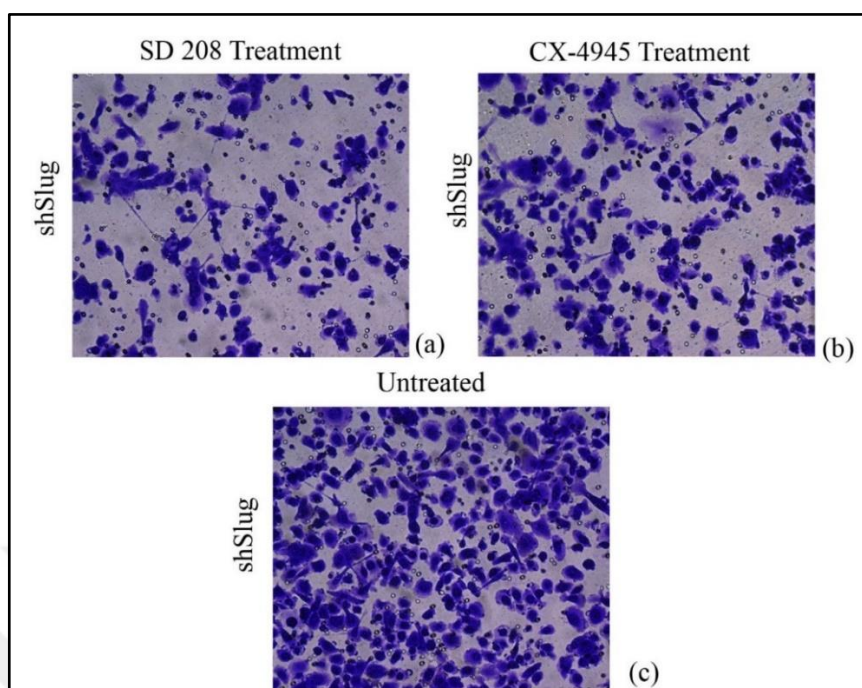 SD 208 Treatment
CX-4945 Treatment
shSlug
shSlug
(a)
(b)
Untreated
shSlug
(c)